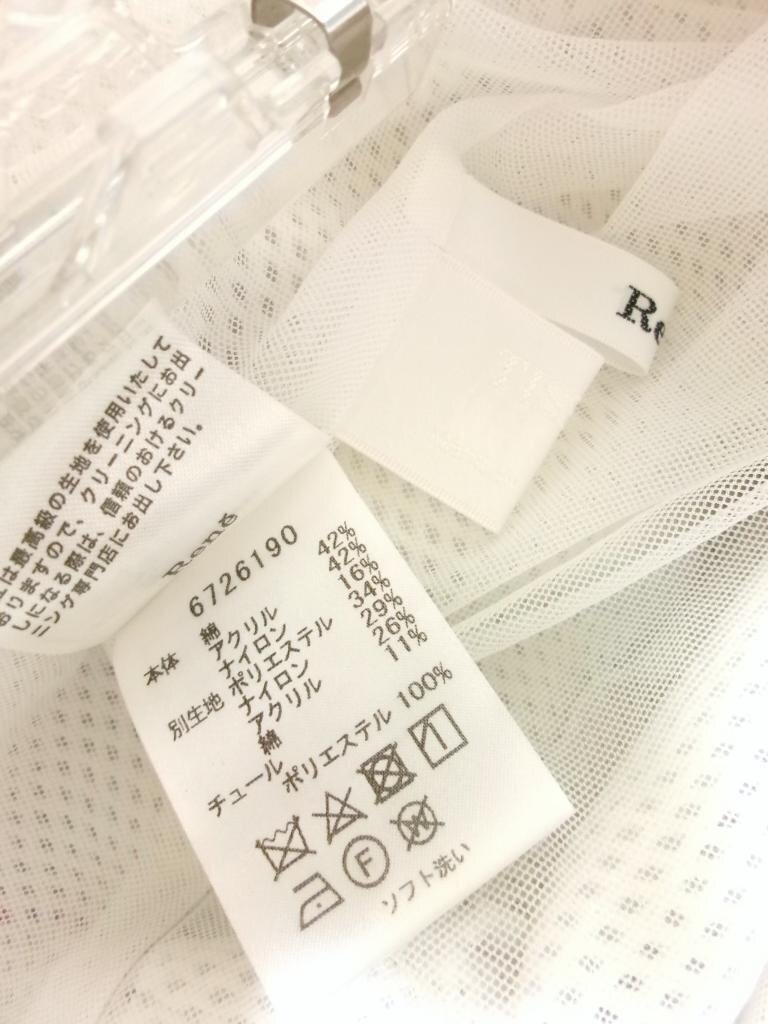 Re
は最高級の生地を使用いたして
おりますので、クリーニングにお出
しになる際は、信頼のおけるクリー
ニング専門店にお出し下さい。
René
6726190
本体 綿 42%
アクリル 42%
ナイロン 16%
別生地 ポリエステル 34%
ナイロン 29%
アクリル 26%
綿 11%
チュール ポリエステル 100%
F W
ソフト洗い